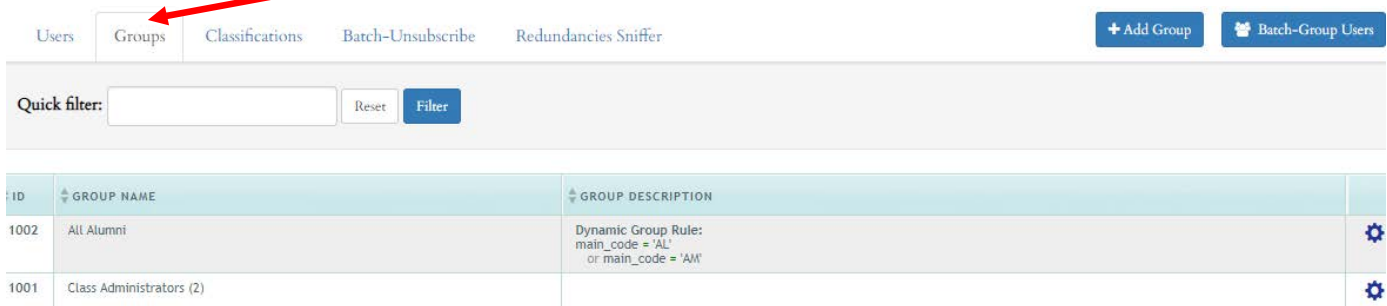 Users Groups Classifications Batch-Unsubscribe Redundancies Sniffer + Add Group Batch-Group Users
Quick filter: Reset Filter
ID GROUP NAME GROUP DESCRIPTION
1002 All Alumni Dynamic Group Rule:
main_code = 'AL'
or main_code = 'AM'
1001 Class Administrators (2)